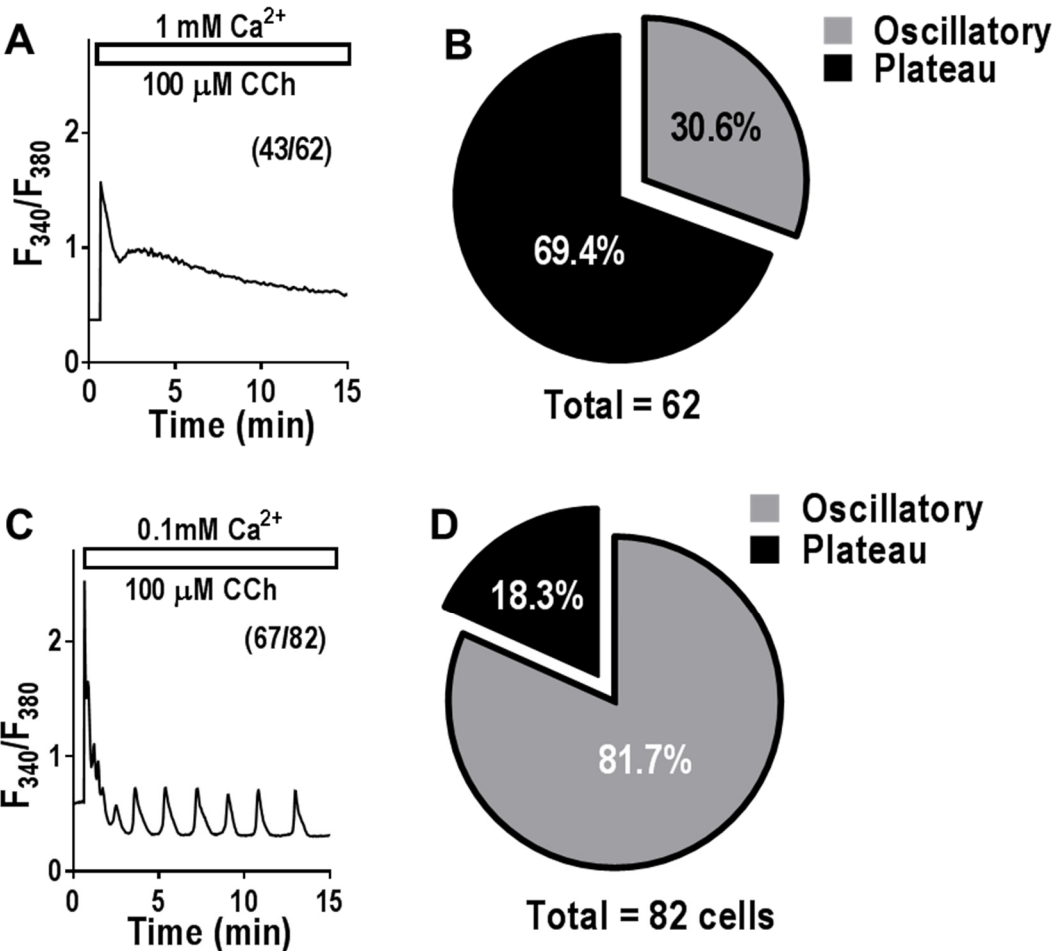 A
1 mM Ca²⁺
100 μM CCh
(43/62)
F₃₄₀/F₃₈₀
2
1
0
0 5 10 15
Time (min)
B
Oscillatory
Plateau
30.6%
69.4%
Total = 62
C
0.1mM Ca²⁺
100 μM CCh
(67/82)
F₃₄₀/F₃₈₀
2
1
0
0 5 10 15
Time (min)
D
Oscillatory
Plateau
18.3%
81.7%
Total = 82 cells